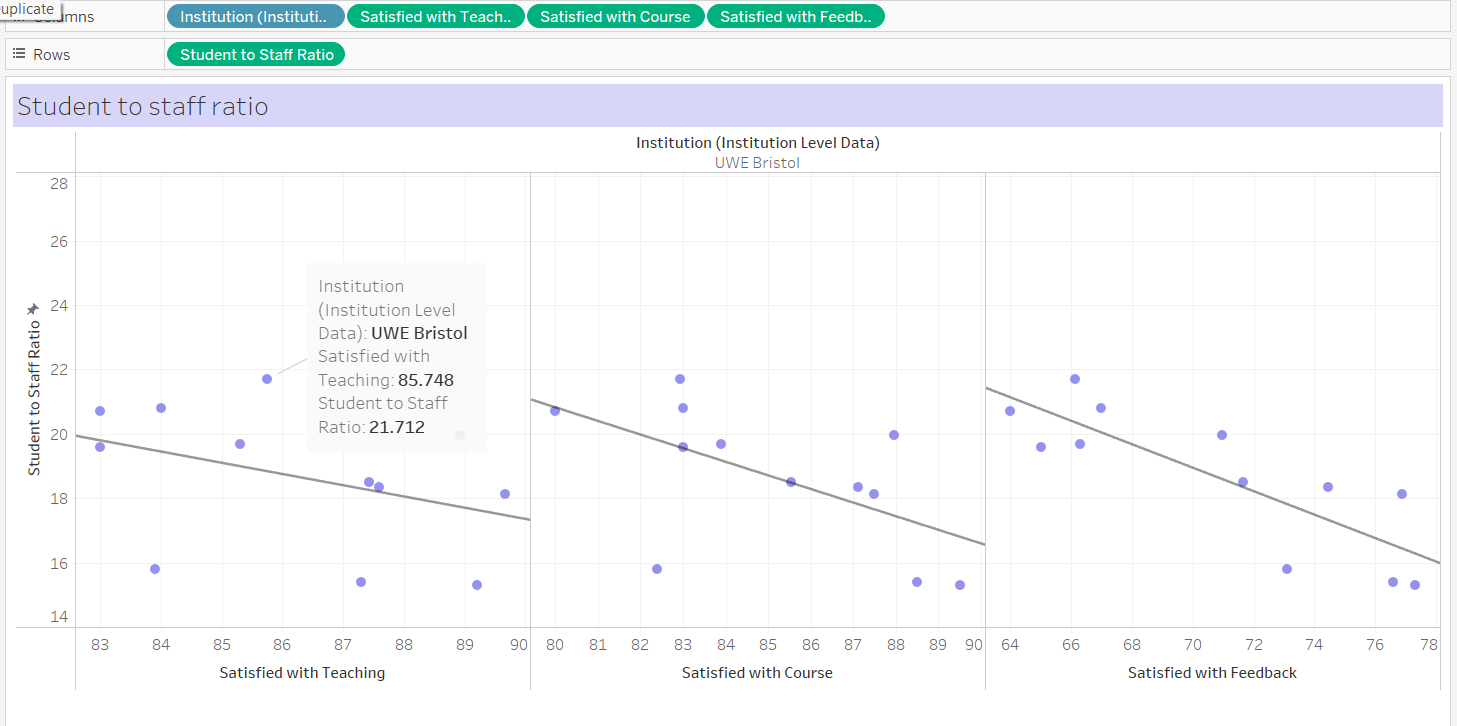 uplicate
Columns
Institution (Instituti..
Satisfied with Teach..
Satisfied with Course
Satisfied with Feedb..
Rows
Student to Staff Ratio
Student to staff ratio
Institution (Institution Level Data)
UWE Bristol
28
26
24
22
20
18
16
14
Student to Staff Ratio
Institution
(Institution Level
Data): UWE Bristol
Satisfied with
Teaching: 85.748
Student to Staff
Ratio: 21.712
83 84 85 86 87 88 89 90
80 81 82 83 84 85 86 87 88 89 90
64 66 68 70 72 74 76 78
Satisfied with Teaching
Satisfied with Course
Satisfied with Feedback